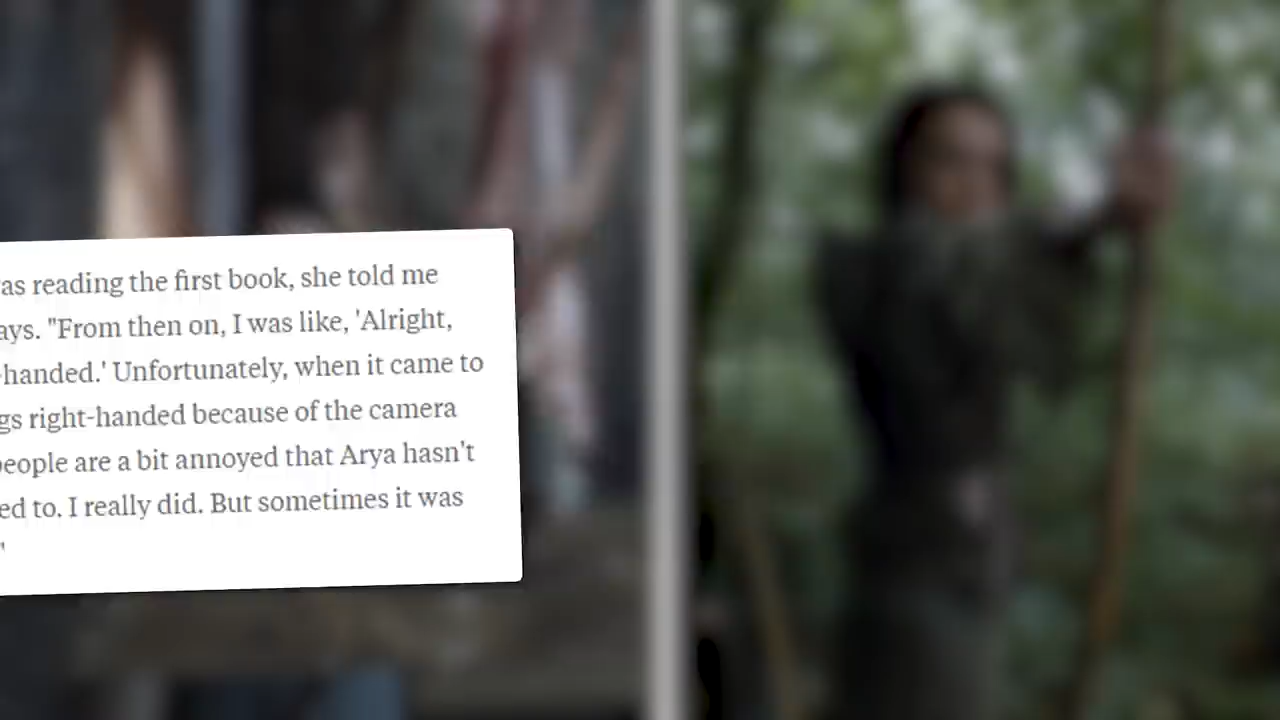 as reading the first book, she told me
ays. "From then on, I was like, 'Alright,
-handed.' Unfortunately, when it came to
gs right-handed because of the camera
people are a bit annoyed that Arya hasn't
ed to. I really did. But sometimes it was
"